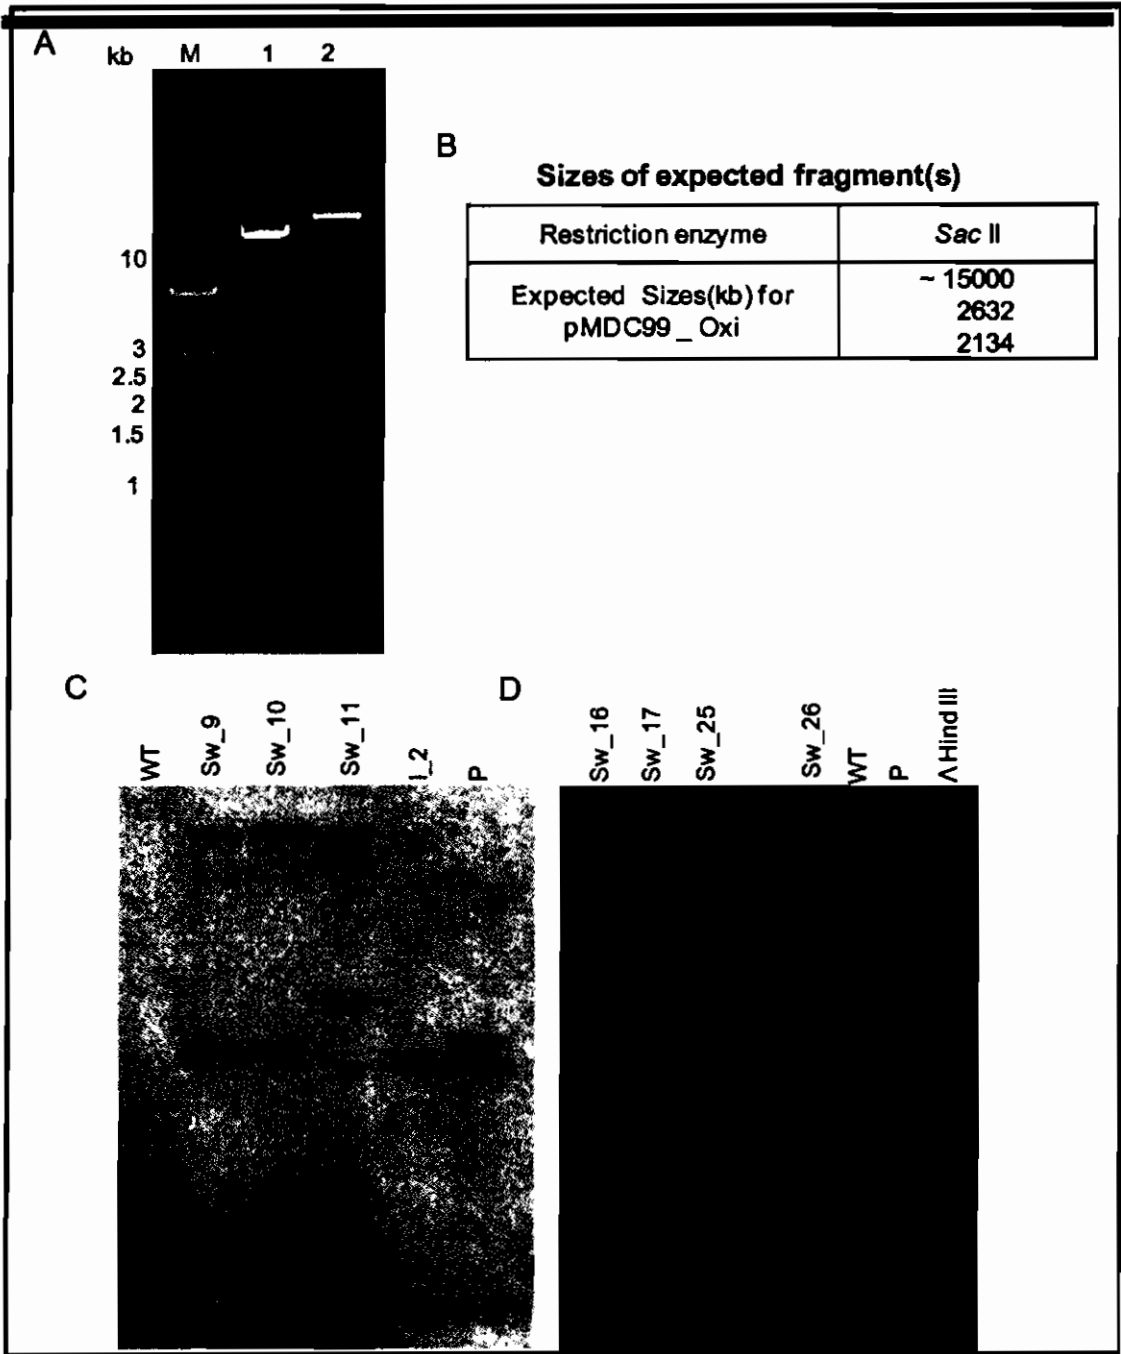 A
kb M 1 2
10
3
2.5
2
1.5
1
B
Sizes of expected fragment(s)
Restriction enzyme Sac II
Expected Sizes(kb) for
pMDC99 _ Oxi
~ 15000
2632
2134
C
WT Sw_9 Sw_10 Sw_11 I_2 P
D
Sw_16 Sw_17 Sw_25 Sw_26 WT P Λ Hind III